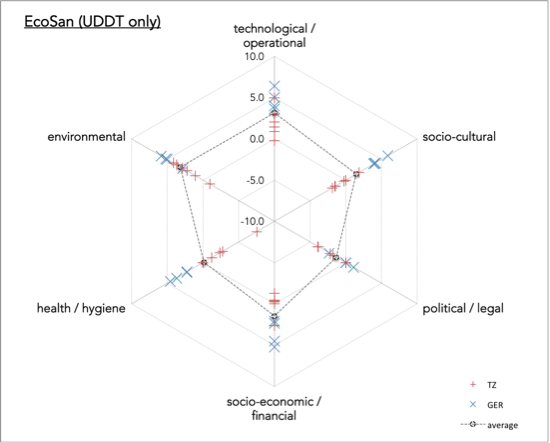 EcoSan (UDDT only)
technological /
operational
10.0
5.0
0.0
-5.0
-10.0
environmental
socio-cultural
health / hygiene
political / legal
socio-economic /
financial
TZ
GER
average